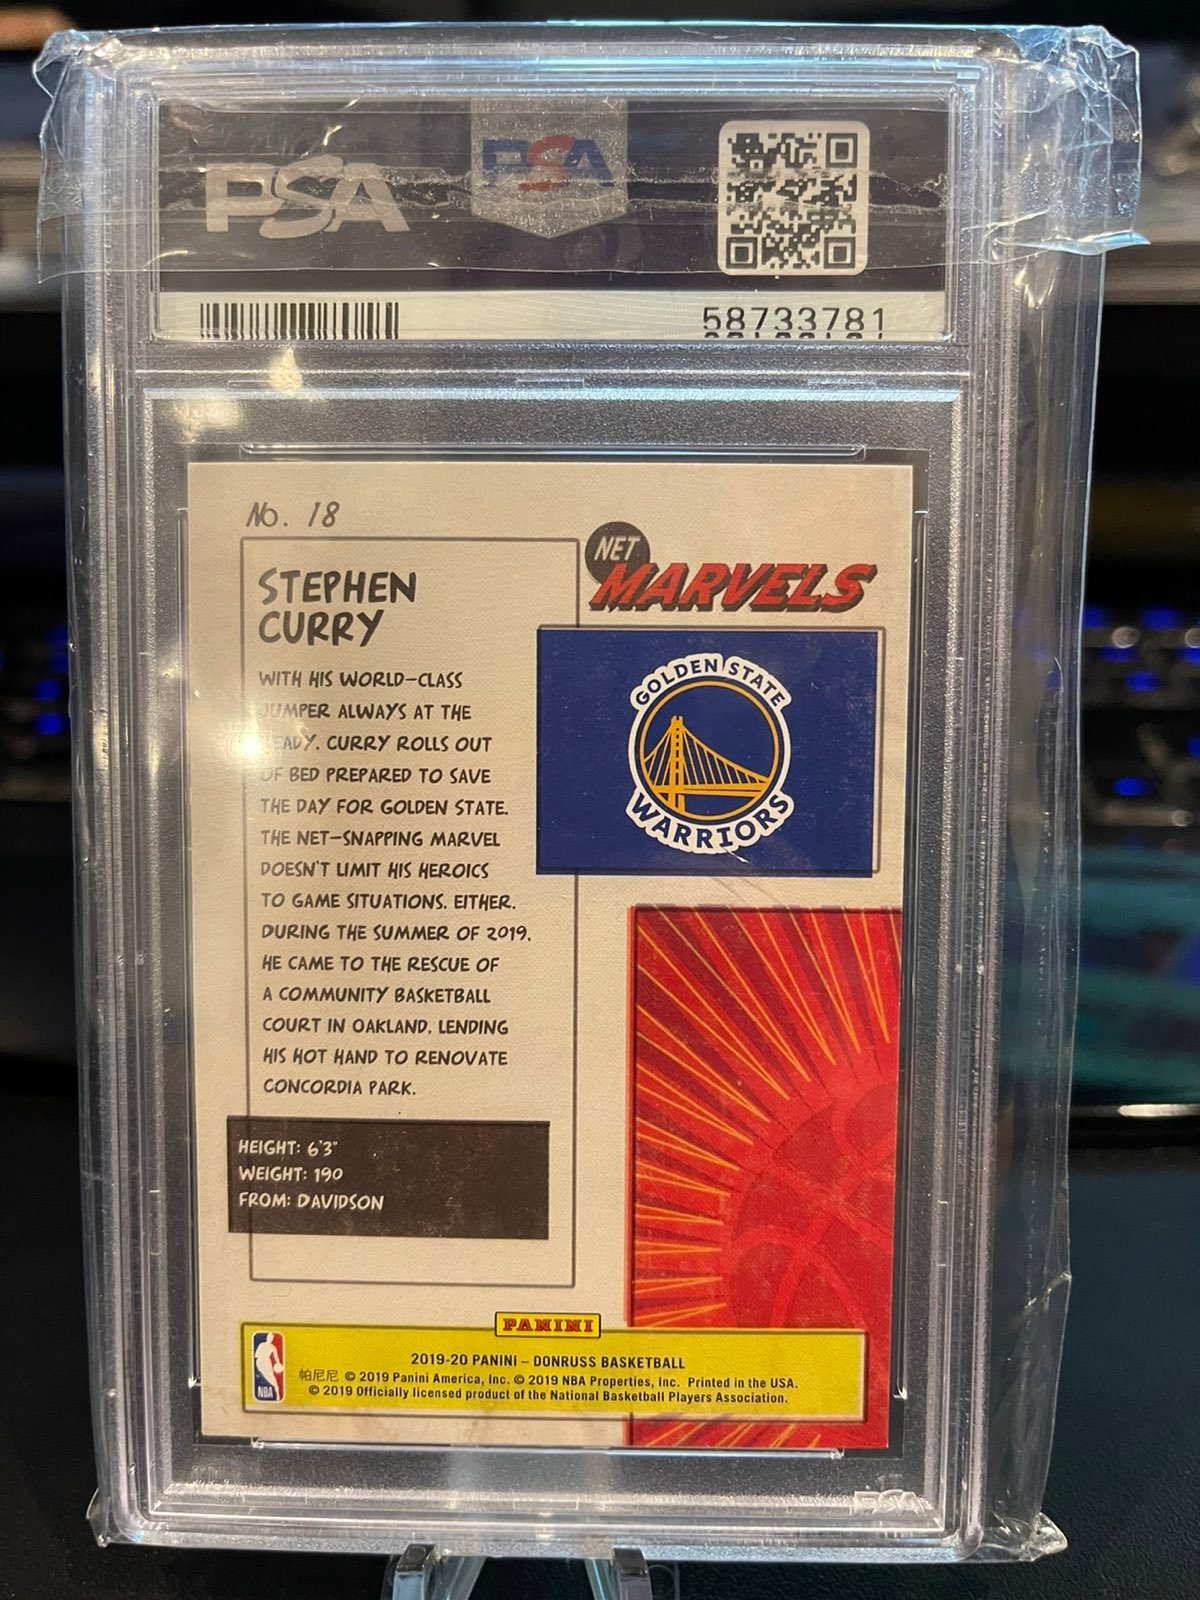 PSA
PSA
58733781
No. 18
NET
MARVELS
STEPHEN
CURRY
WITH HIS WORLD-CLASS
JUMPER ALWAYS AT THE
READY, CURRY ROLLS OUT
OF BED PREPARED TO SAVE
THE DAY FOR GOLDEN STATE.
THE NET-SNAPPING MARVEL
DOESN'T LIMIT HIS HEROICS
TO GAME SITUATIONS, EITHER.
DURING THE SUMMER OF 2019,
HE CAME TO THE RESCUE OF
A COMMUNITY BASKETBALL
COURT IN OAKLAND, LENDING
HIS HOT HAND TO RENOVATE
CONCORDIA PARK.
GOLDEN STATE
WARRIORS
HEIGHT: 6'3"
WEIGHT: 190
FROM: DAVIDSON
PANINI
NBA
2019-20 PANINI – DONRUSS BASKETBALL
帕尼尼 © 2019 Panini America, Inc. © 2019 NBA Properties, Inc. Printed in the USA.
© 2019 Officially licensed product of the National Basketball Players Association.
PSA